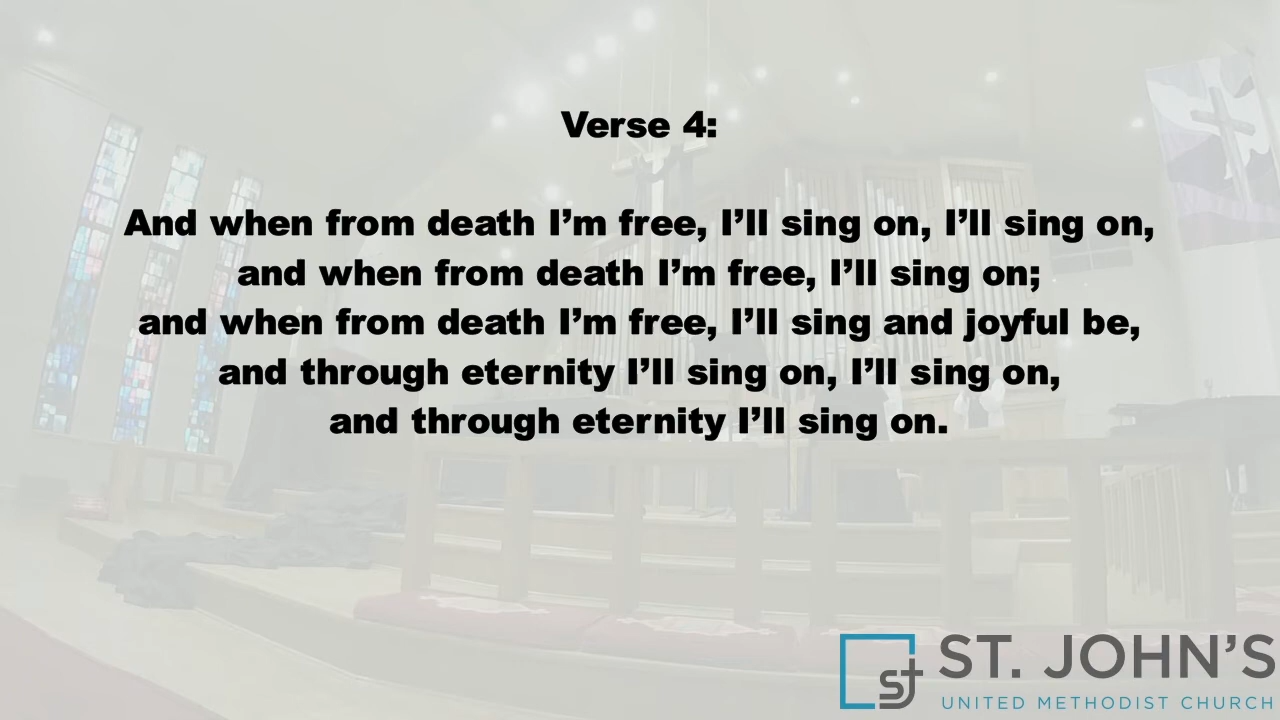 Verse 4:
And when from death I’m free, I’ll sing on, I’ll sing on,
and when from death I’m free, I’ll sing on;
and when from death I’m free, I’ll sing and joyful be,
and through eternity I’ll sing on, I’ll sing on,
and through eternity I’ll sing on.
sj
ST. JOHN’S
UNITED METHODIST CHURCH